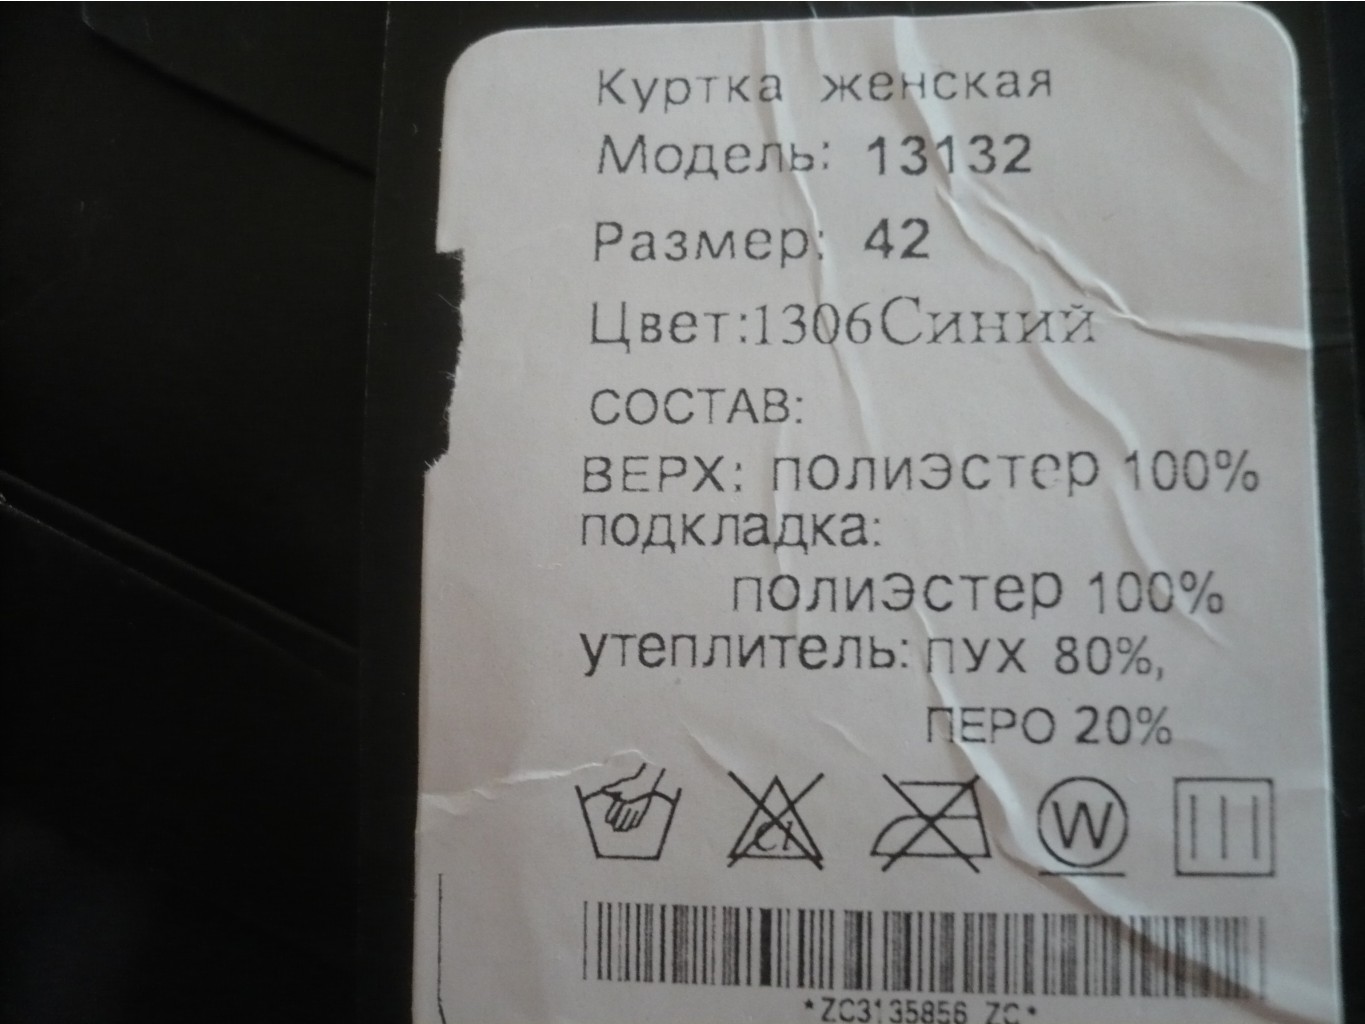 Куртка женская
Модель: 13132
Размер: 42
Цвет:1306Синий
СОСТАВ:
ВЕРХ: ПОЛИЭСТЕР 100%
ПОДКЛАДКА:
ПОЛИЭСТЕР 100%
УТЕПЛИТЕЛЬ: ПУХ 80%,
ПЕРО 20%
Cl W
*ZC3135856 ZC*